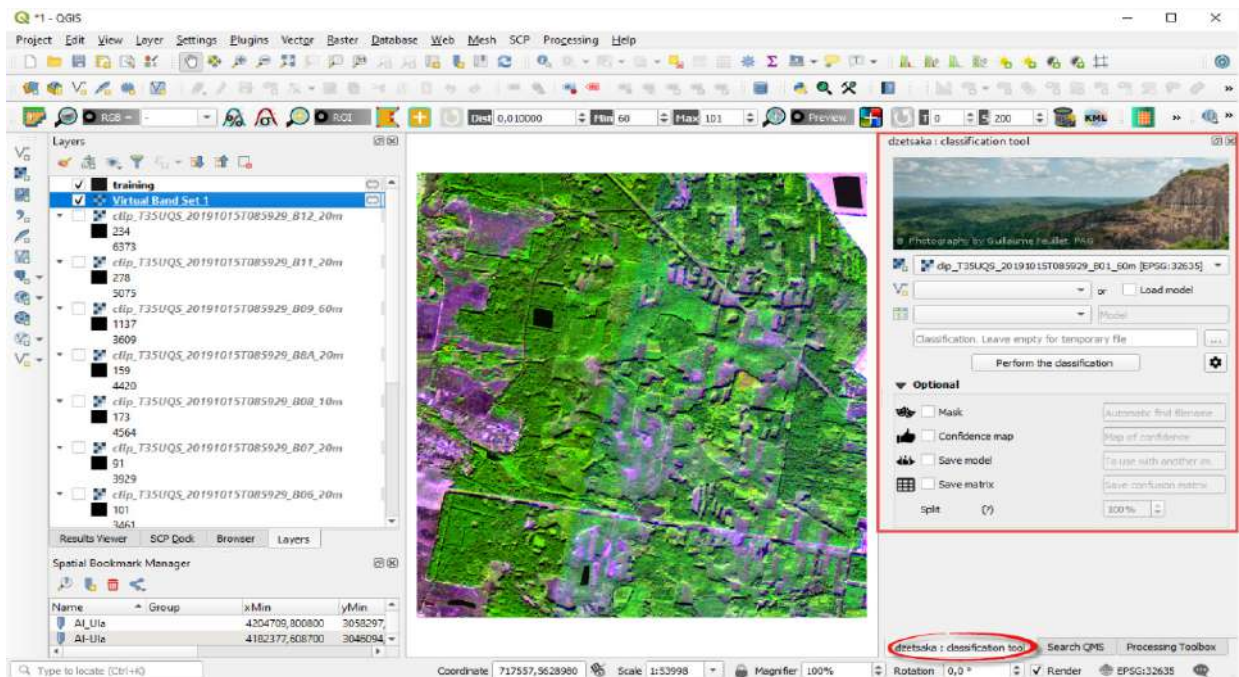 *1 - QGIS
Project Edit View Layer Settings Plugins Vector Raster Database Web Mesh SCP Processing Help
RGB = - ROI Dist 0,010000 Min 60 Max 101 Preview T 0 S 200 KML
Layers
training
Virtual Band Set 1
clip_T35UQS_20191015T085929_B12_20m
234
6373
clip_T35UQS_20191015T085929_B11_20m
278
5075
clip_T35UQS_20191015T085929_B09_60m
1137
3609
clip_T35UQS_20191015T085929_B8A_20m
159
4420
clip_T35UQS_20191015T085929_B08_10m
173
4564
clip_T35UQS_20191015T085929_B07_20m
91
3929
clip_T35UQS_20191015T085929_B06_20m
101
3461
Results Viewer SCP Dock Browser Layers
Spatial Bookmark Manager
Name Group xMin yMin
Al_Ula 4204709,800800 3058297,
Al-Ula 4182377,608700 3046094,
dzetsaka : classification tool
© Photography by Guillaume Feuillet, PAG
clip_T35UQS_20191015T085929_B01_60m [EPSG:32635]
or Load model
Model
Classification. Leave empty for temporary file ...
Perform the classification
Optional
Mask Automatic find filename
Confidence map Map of confidence
Save model To use with another m...
Save matrix Save confusion matrix
Split (?) 100 %
dzetsaka : classification tool Search QMS Processing Toolbox
Type to locate (Ctrl+K) Coordinate 717557,5628980 Scale 1:53998 Magnifier 100% Rotation 0,0 ° Render EPSG:32635